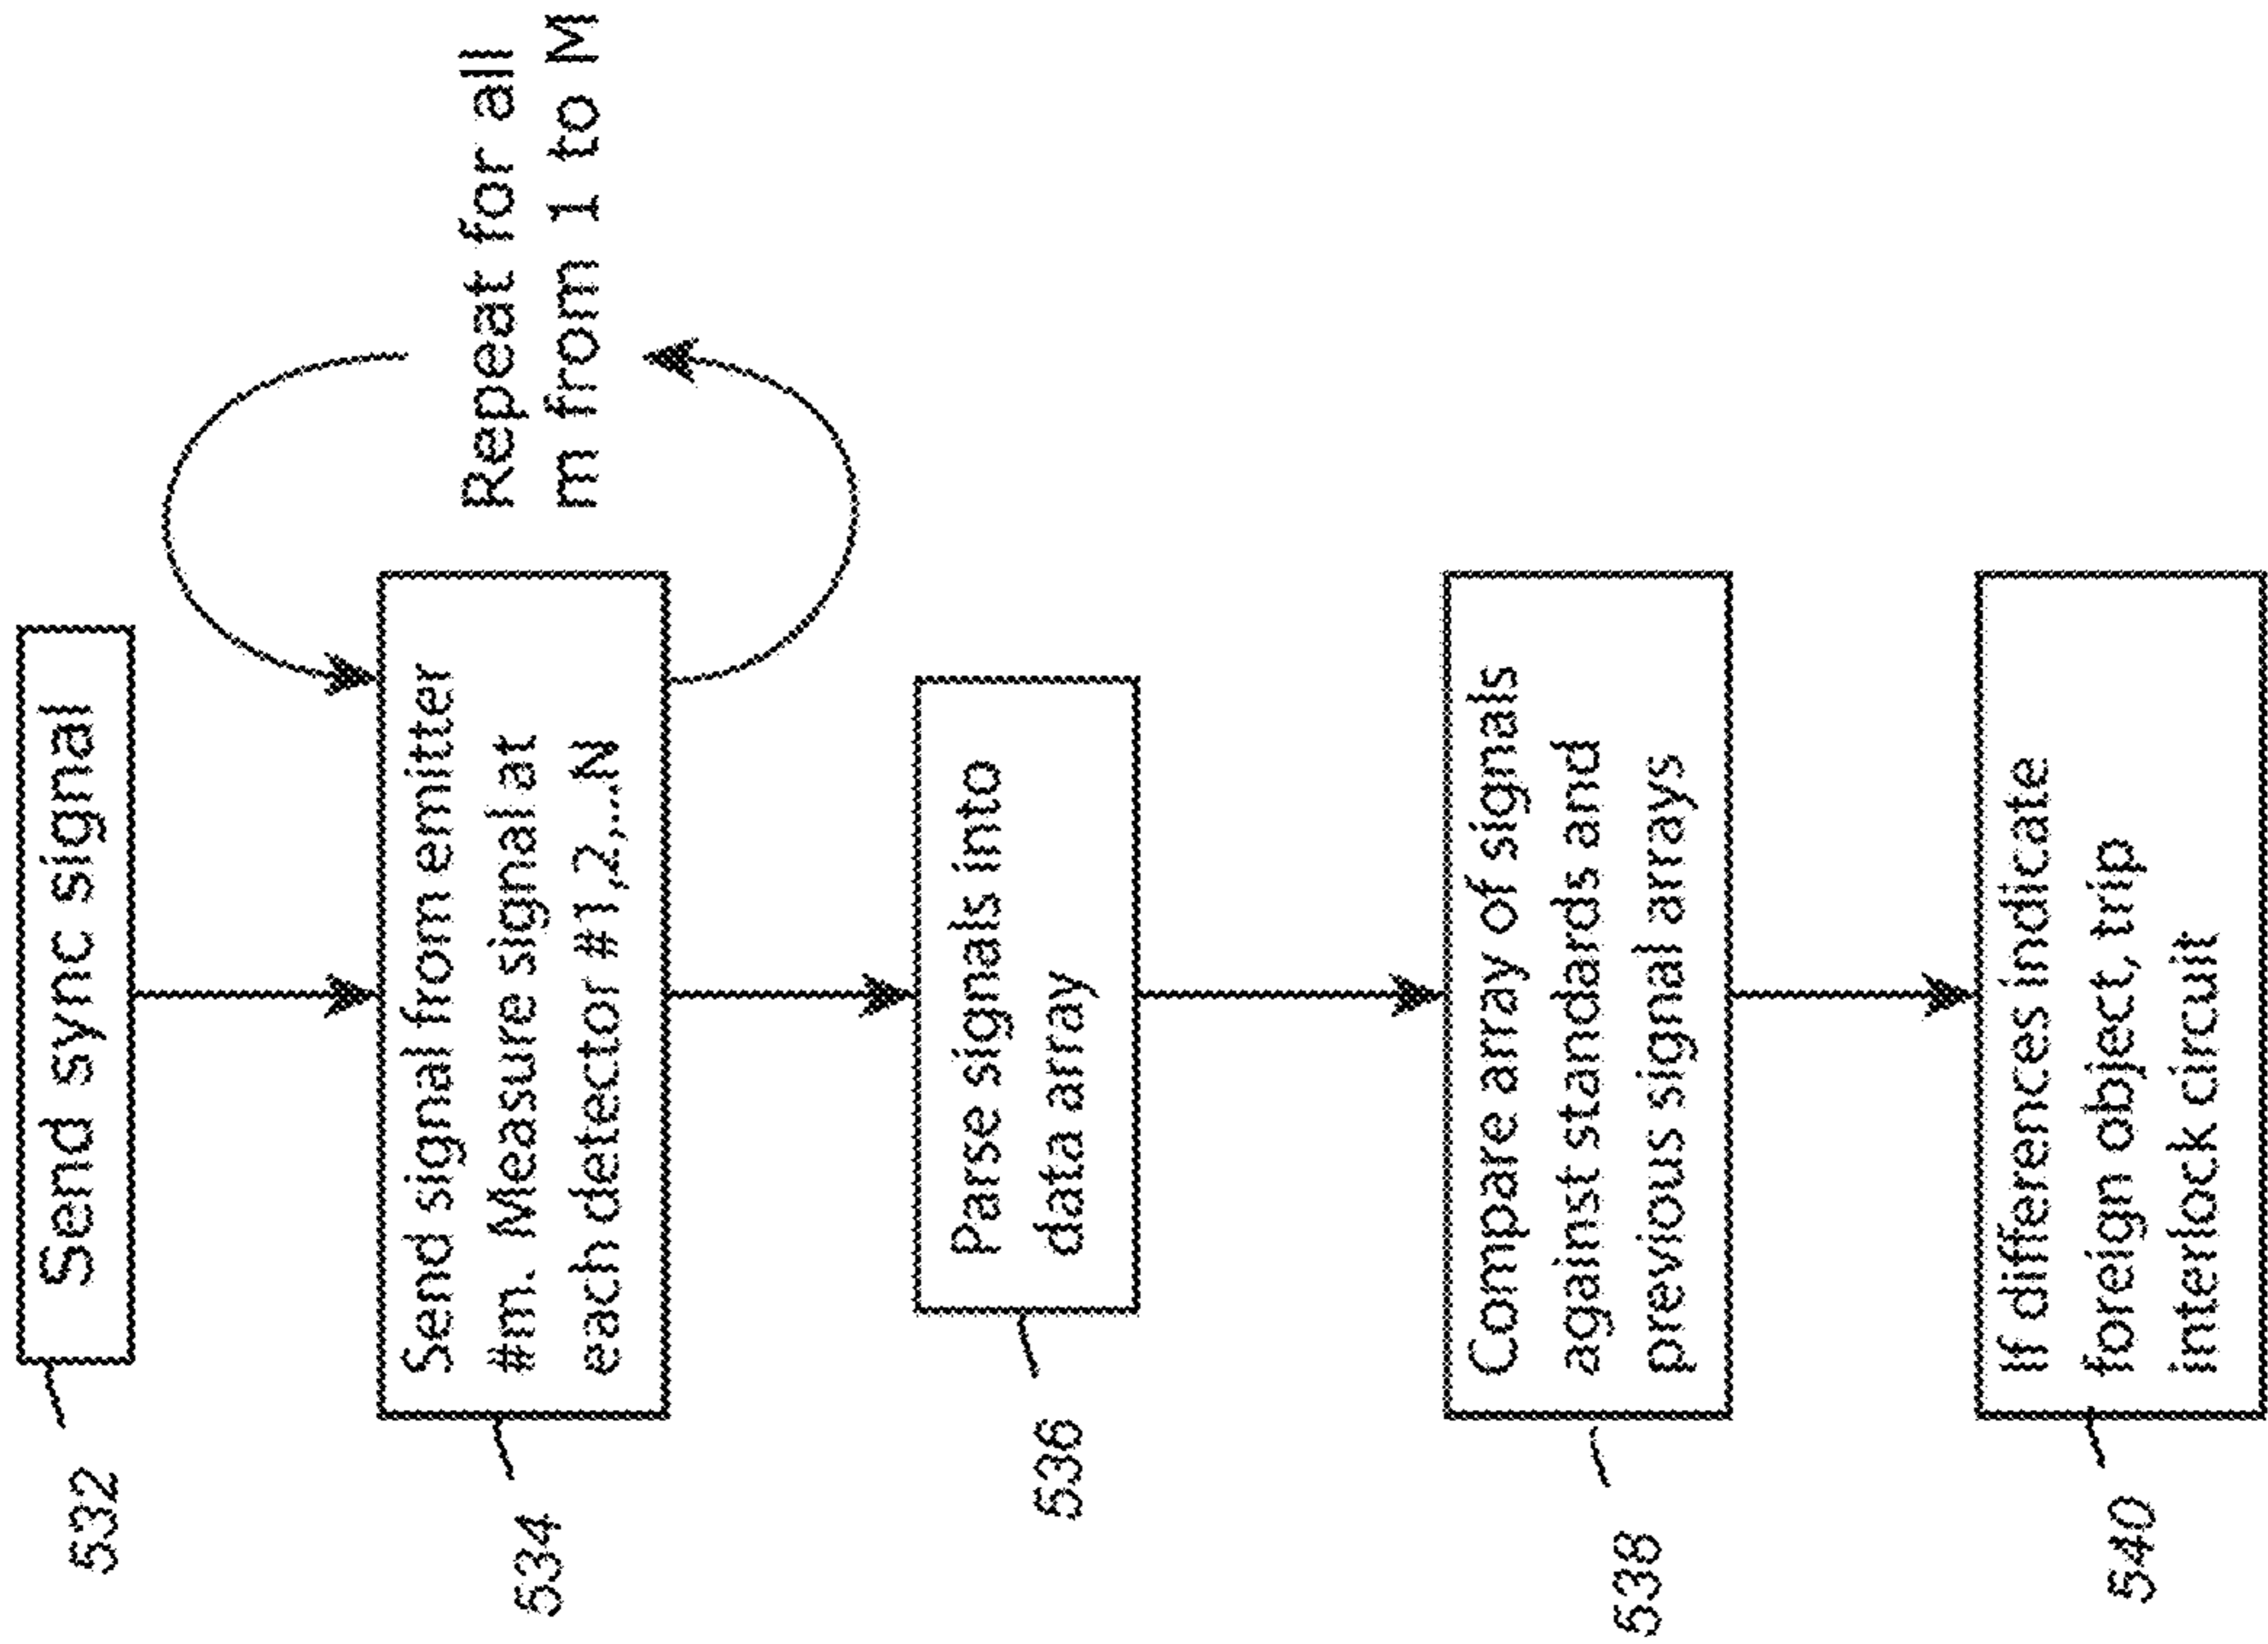 532
Send sync signal
534
Send signal from emitter
#m. Measure signal at
each detector #1,2,...N
Repeat for all
m from 1 to M
536
Parse signals into
data array
538
Compare array of signals
against standards and
previous signal arrays
540
If differences indicate
foreign object, trip
interlock circuit